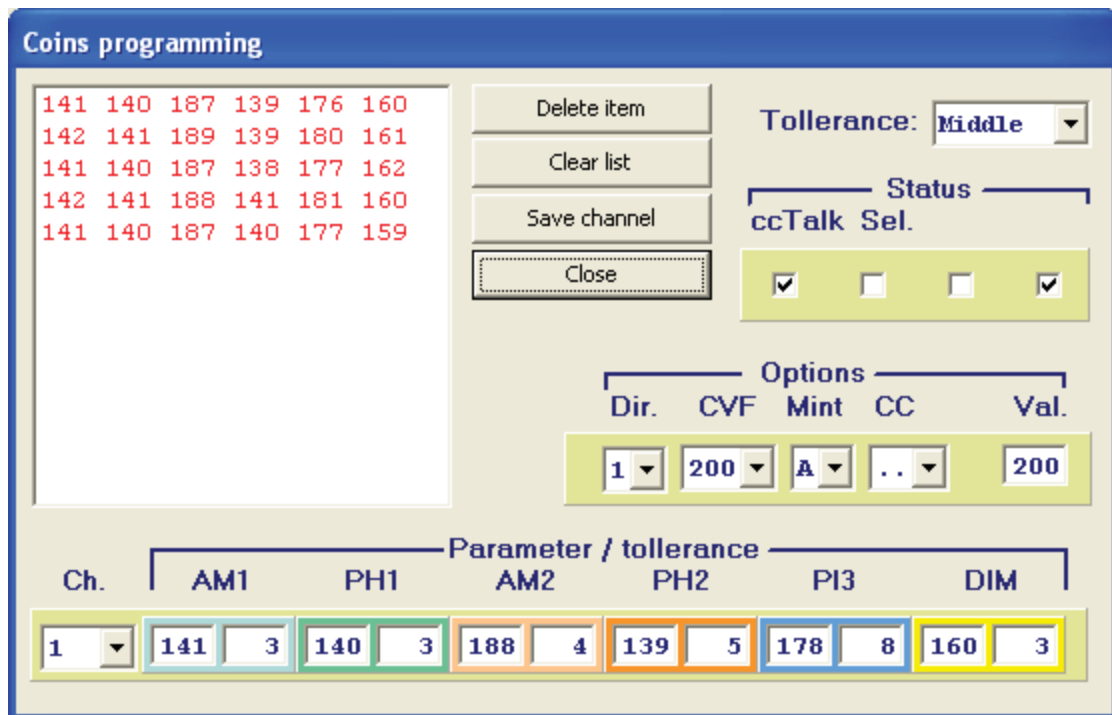 Coins programming
141 140 187 139 176 160
142 141 189 139 180 161
141 140 187 138 177 162
142 141 188 141 181 160
141 140 187 140 177 159
Delete item
Clear list
Save channel
Close
Tollerance: Middle
Status
ccTalk Sel.
Options
Dir. CVF Mint CC Val.
1 200 A .. 200
Parameter / tollerance
Ch. AM1 PH1 AM2 PH2 PI3 DIM
1 141 3 140 3 188 4 139 5 178 8 160 3